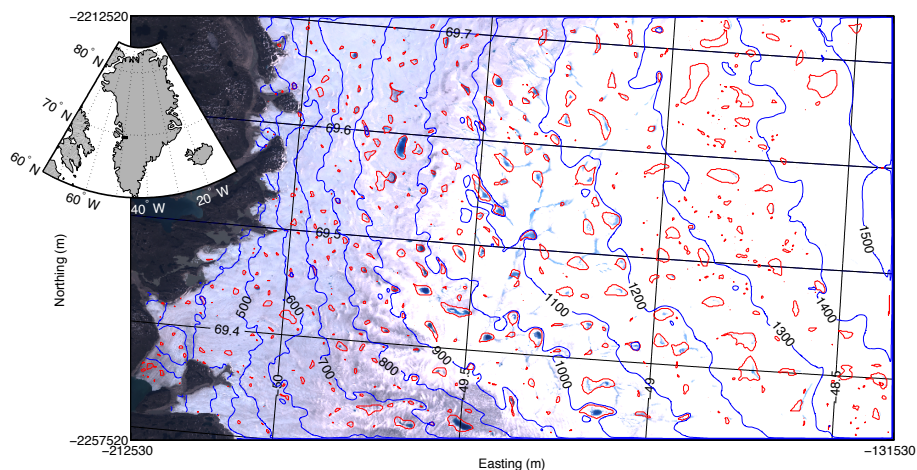 −2212520
69.7
80° N
70° N
60° N
60° W
40° W
20° W
69.6
69.5
69.4
Northing (m)
500
600
700
800
900
1000
1100
1200
1300
1400
1500
−49.5
−49
−48.5
−2257520
−212530
−131530
Easting (m)